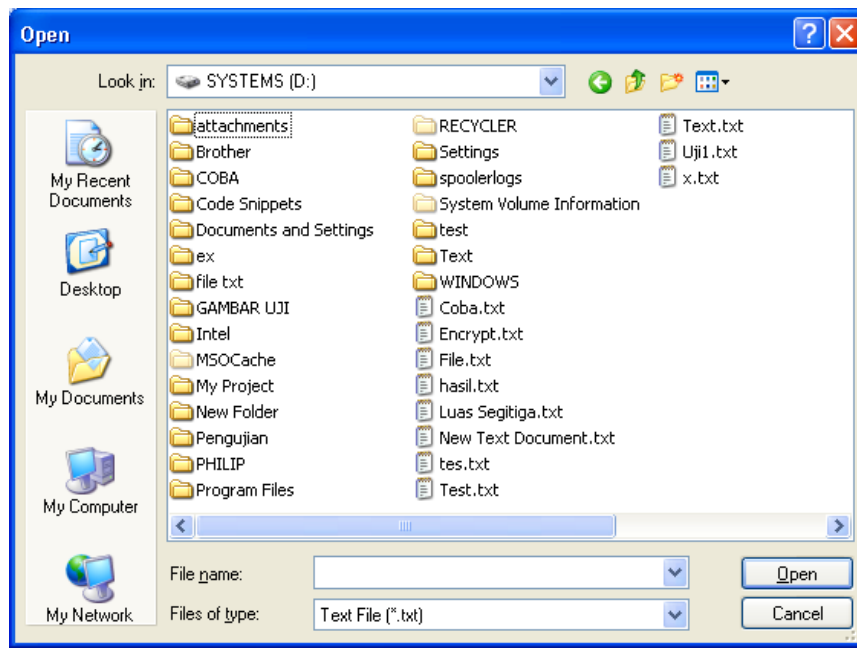 Open
Look in: SYSTEMS (D:)
My Recent
Documents
Desktop
My Documents
My Computer
My Network
attachments
Brother
COBA
Code Snippets
Documents and Settings
ex
file txt
GAMBAR UJI
Intel
MSOCache
My Project
New Folder
Pengujian
PHILIP
Program Files
RECYCLER
Settings
spoolerlogs
System Volume Information
test
Text
WINDOWS
Coba.txt
Encrypt.txt
File.txt
hasil.txt
Luas Segitiga.txt
New Text Document.txt
tes.txt
Test.txt
Text.txt
Uji1.txt
x.txt
File name:
Open
Files of type: Text File (*.txt)
Cancel